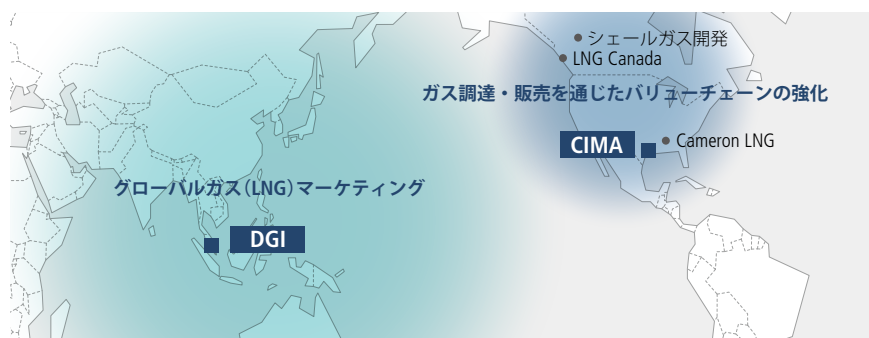 シェールガス開発
LNG Canada
ガス調達・販売を通じたバリューチェーンの強化
CIMA
Cameron LNG
グローバルガス(LNG)マーケティング
DGI